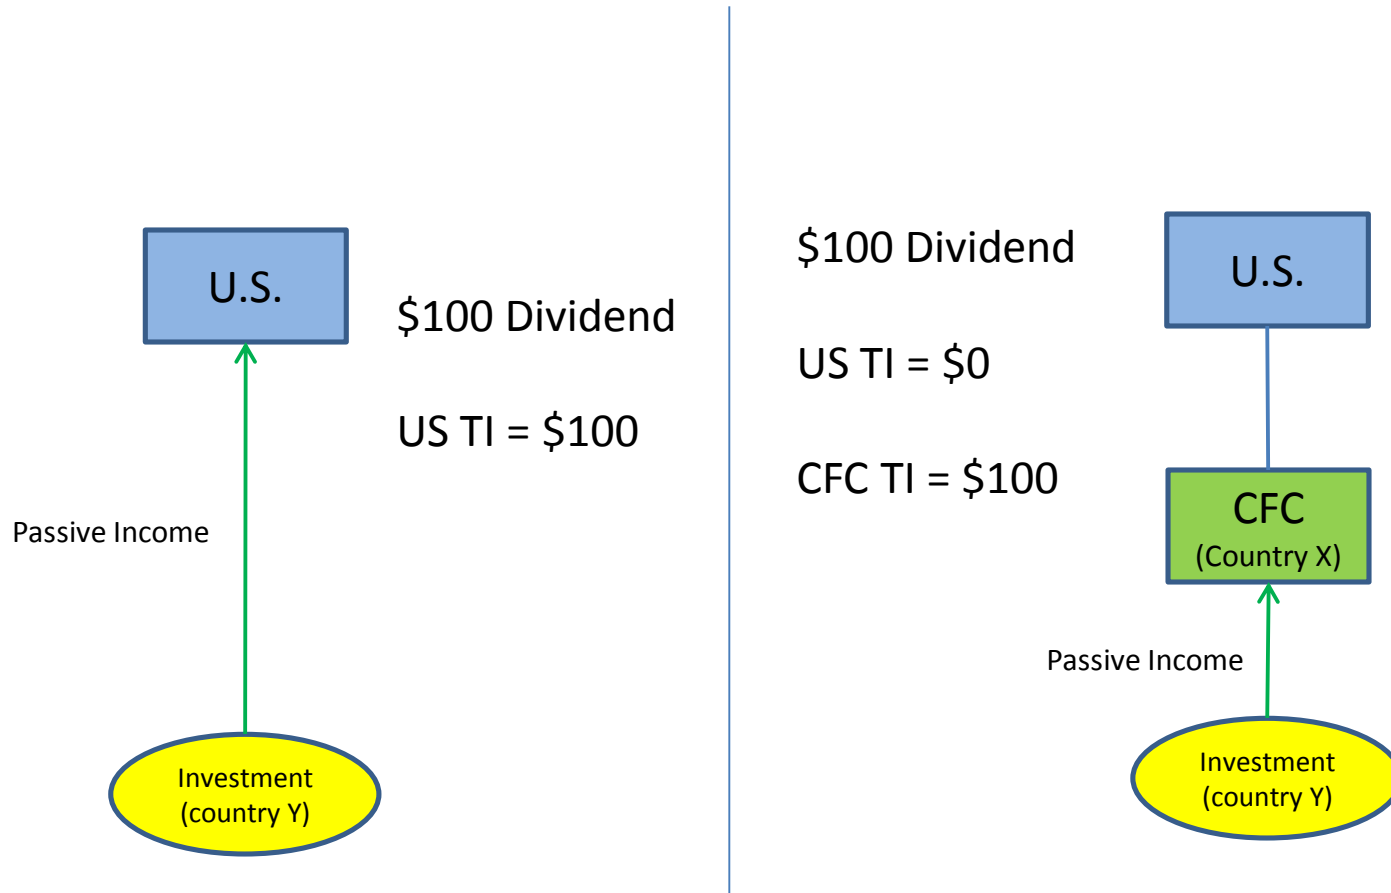 U.S.
$100 Dividend
US TI = $100
Passive Income
Investment
(country Y)
$100 Dividend
US TI = $0
CFC TI = $100
U.S.
CFC
(Country X)
Passive Income
Investment
(country Y)